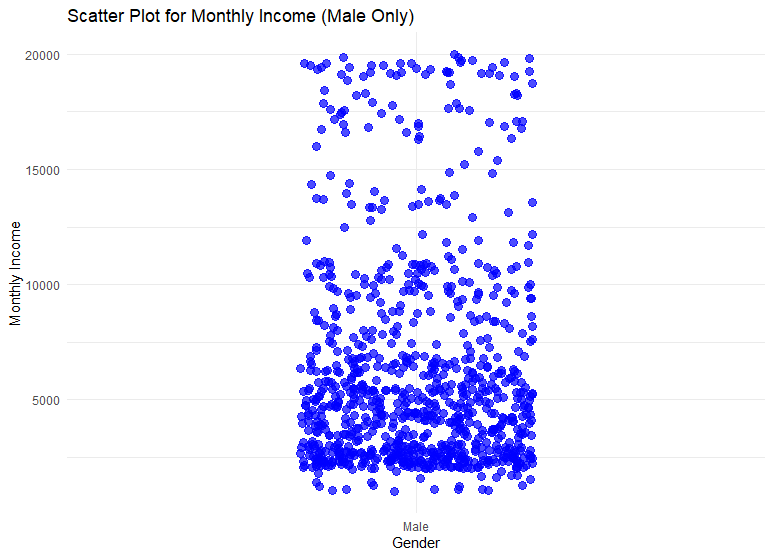 Scatter Plot for Monthly Income (Male Only)
20000
15000
10000
5000
Monthly Income
Male
Gender